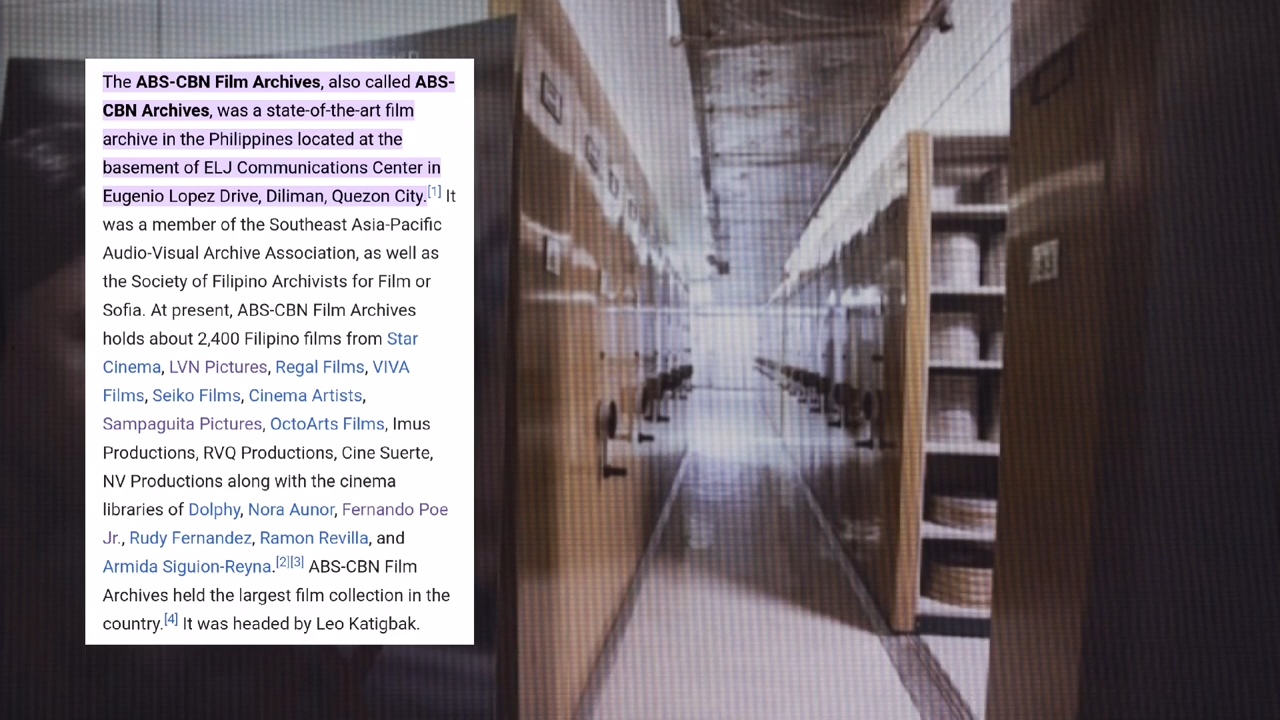 The ABS-CBN Film Archives, also called ABS-
CBN Archives, was a state-of-the-art film
archive in the Philippines located at the
basement of ELJ Communications Center in
Eugenio Lopez Drive, Diliman, Quezon City.[1] It
was a member of the Southeast Asia-Pacific
Audio-Visual Archive Association, as well as
the Society of Filipino Archivists for Film or
Sofia. At present, ABS-CBN Film Archives
holds about 2,400 Filipino films from Star
Cinema, LVN Pictures, Regal Films, VIVA
Films, Seiko Films, Cinema Artists,
Sampaguita Pictures, OctoArts Films, Imus
Productions, RVQ Productions, Cine Suerte,
NV Productions along with the cinema
libraries of Dolphy, Nora Aunor, Fernando Poe
Jr., Rudy Fernandez, Ramon Revilla, and
Armida Siguion-Reyna.[2][3] ABS-CBN Film
Archives held the largest film collection in the
country.[4] It was headed by Leo Katigbak.